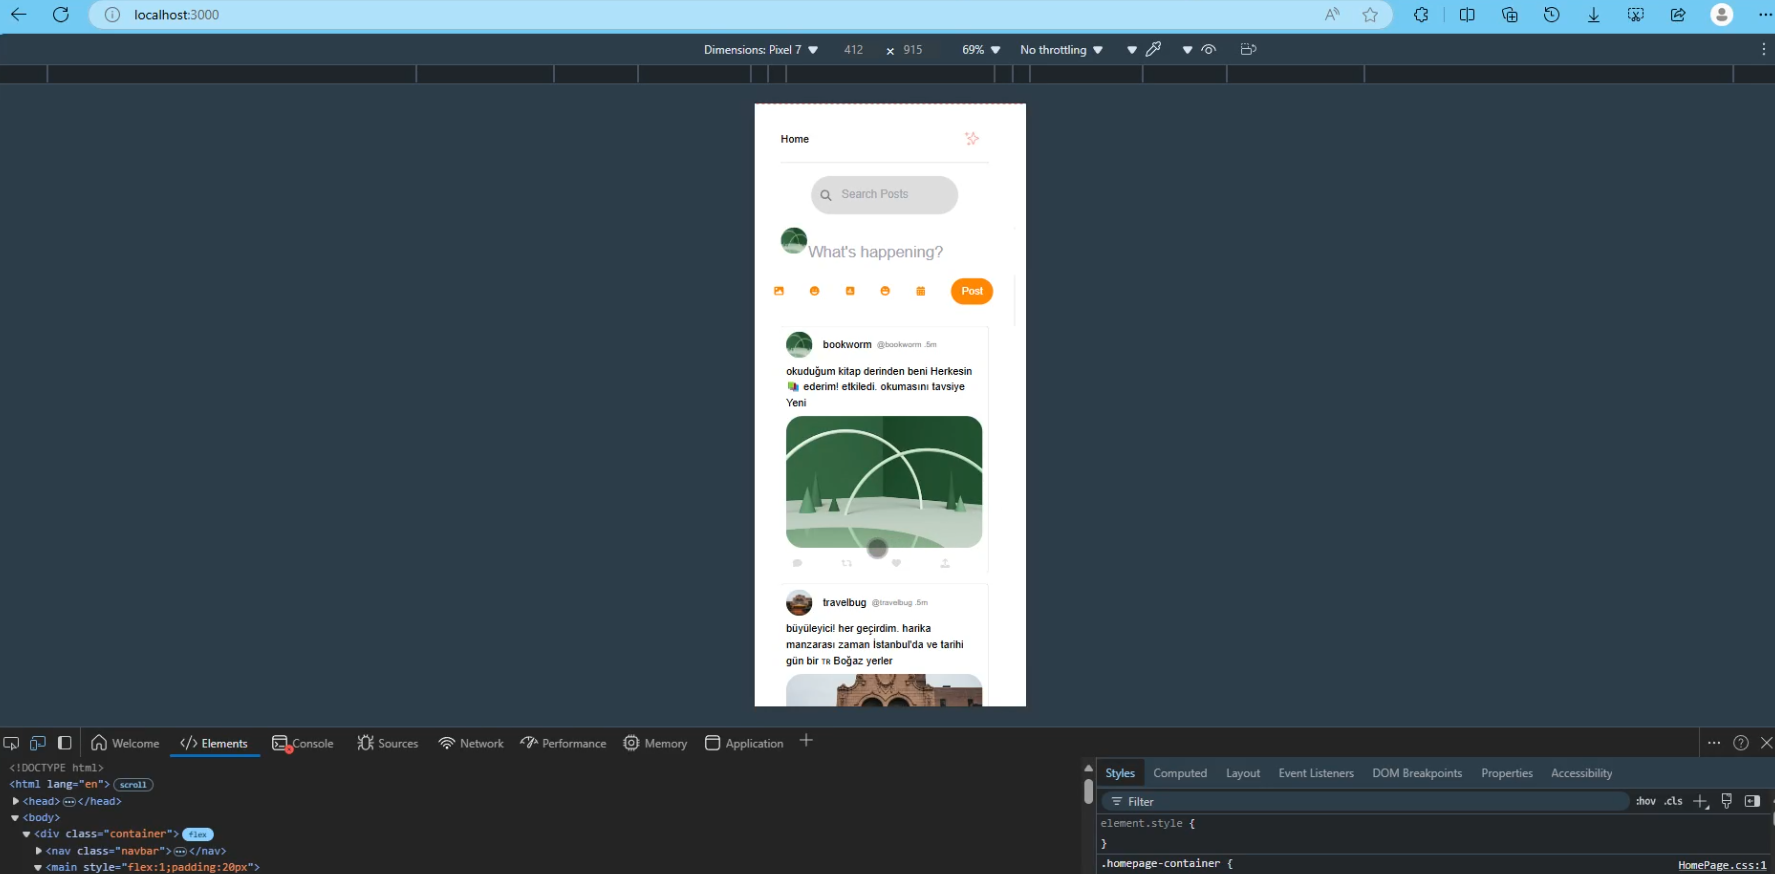 localhost:3000
Dimensions: Pixel 7 412 x 915 69% No throttling
Home
Search Posts
What's happening?
Post
bookworm @bookworm .5m
okuduğum kitap derinden beni Herkesin
📚 ederim! etkiledi. okumasını tavsiye
Yeni
travelbug @travelbug .5m
büyüleyici! her geçirdim. harika
manzarası zaman İstanbul'da ve tarihi
gün bir TR Boğaz yerler
Welcome Elements Console Sources Network Performance Memory Application
<!DOCTYPE html>
<html lang="en"> scroll
<head> </head>
<body>
<div class="container"> flex
<nav class="navbar"> </nav>
<main style="flex:1;padding:20px">
Styles Computed Layout Event Listeners DOM Breakpoints Properties Accessibility
Filter :hov .cls
element.style {
}
.homepage-container { HomePage.css:1